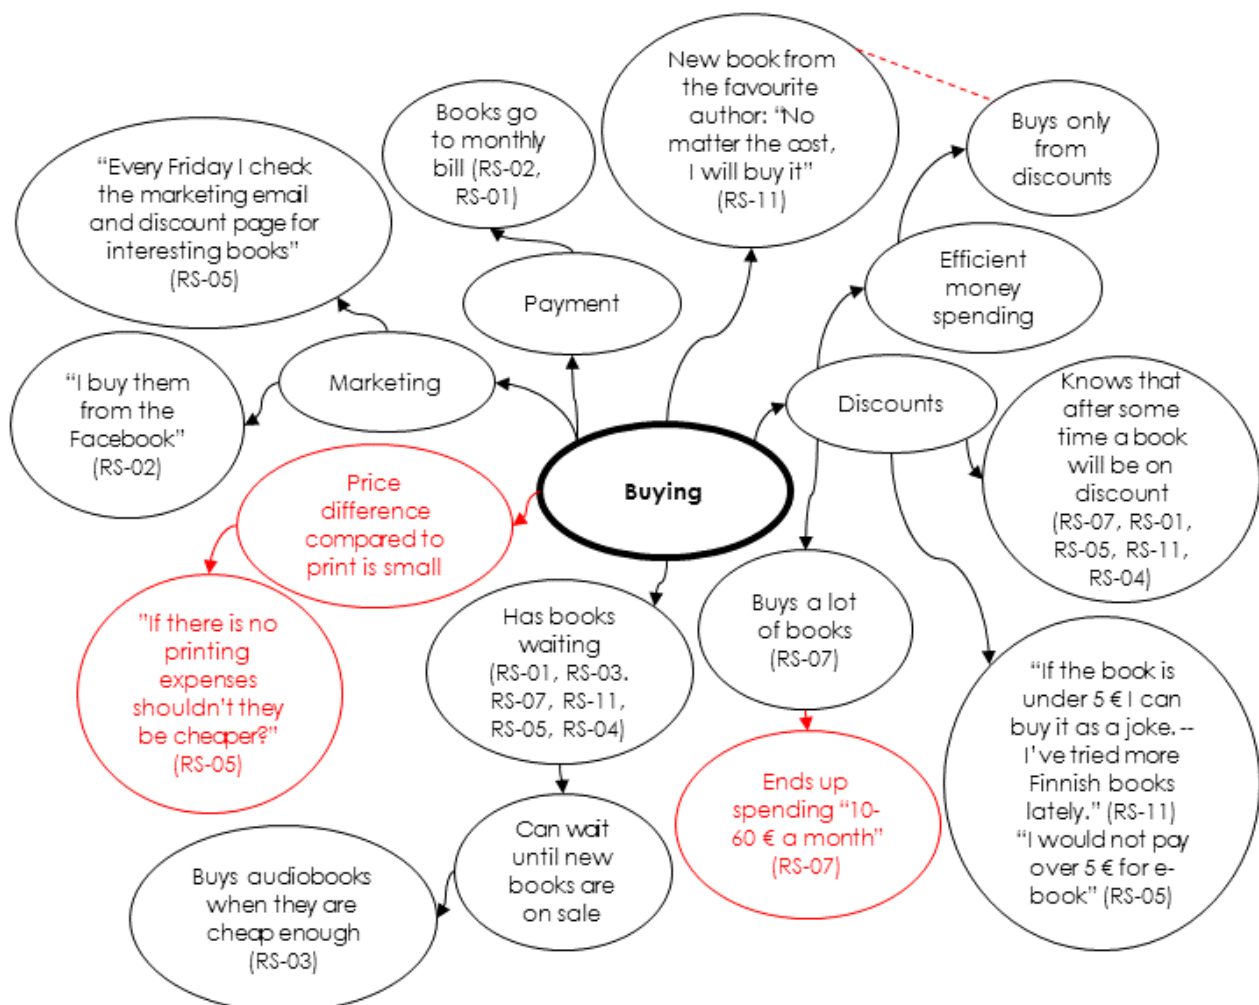 New book from
the favourite
author: “No
matter the cost,
I will buy it”
(RS-11)
Books go
to monthly
bill (RS-02,
RS-01)
Buys only
from
discounts
“Every Friday I check
the marketing email
and discount page for
interesting books”
(RS-05)
Payment
Efficient
money
spending
“I buy them
from the
Facebook”
(RS-02)
Marketing
Discounts
Knows that
after some
time a book
will be on
discount
(RS-07, RS-01,
RS-05, RS-11,
RS-04)
Price
difference
compared to
print is small
Buying
”If there is no
printing
expenses
shouldn’t they
be cheaper?”
(RS-05)
Has books
waiting
(RS-01, RS-03.
RS-07, RS-11,
RS-05, RS-04)
Buys a lot
of books
(RS-07)
“If the book is
under 5 € I can
buy it as a joke. --
I’ve tried more
Finnish books
lately.” (RS-11)
“I would not pay
over 5 € for e-
book” (RS-05)
Ends up
spending “10-
60 € a month”
(RS-07)
Can wait
until new
books are
on sale
Buys audiobooks
when they are
cheap enough
(RS-03)